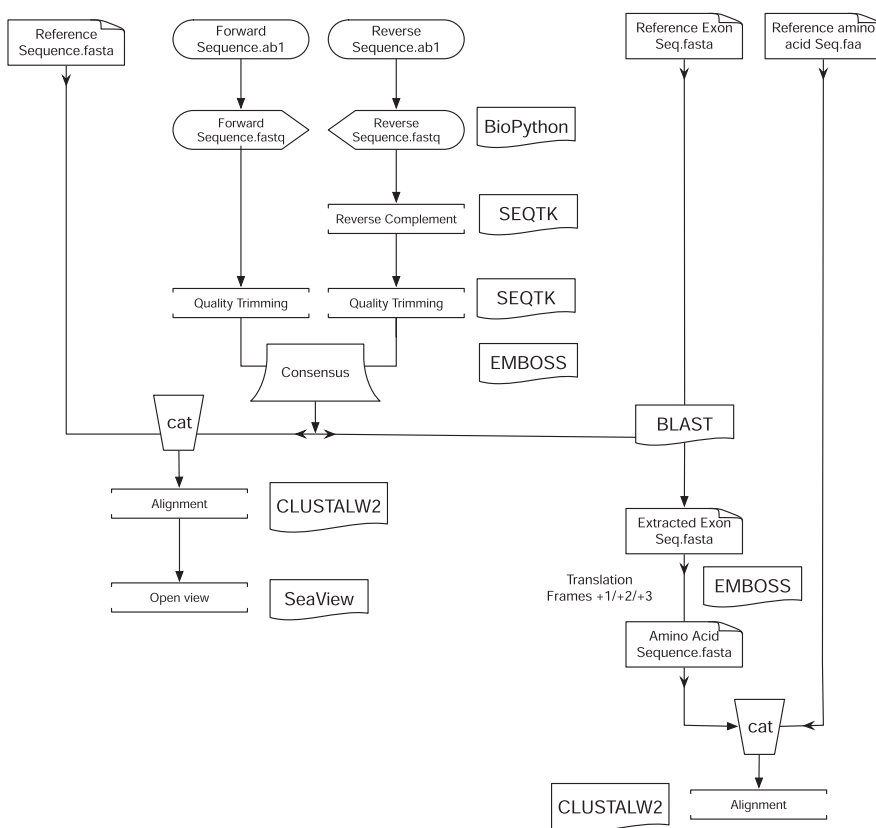 Reference
Sequence.fasta
Forward
Sequence.ab1
Reverse
Sequence.ab1
Reference Exon
Seq.fasta
Reference amino
acid Seq.faa
Forward
Sequence.fastq
Reverse
Sequence.fastq
BioPython
Reverse Complement
SEQTK
Quality Trimming
Quality Trimming
SEQTK
Consensus
EMBOSS
cat
BLAST
Alignment
CLUSTALW2
Extracted Exon
Seq.fasta
Translation
Frames +1/+2/+3
EMBOSS
Open view
SeaView
Amino Acid
Sequence.fasta
cat
CLUSTALW2
Alignment